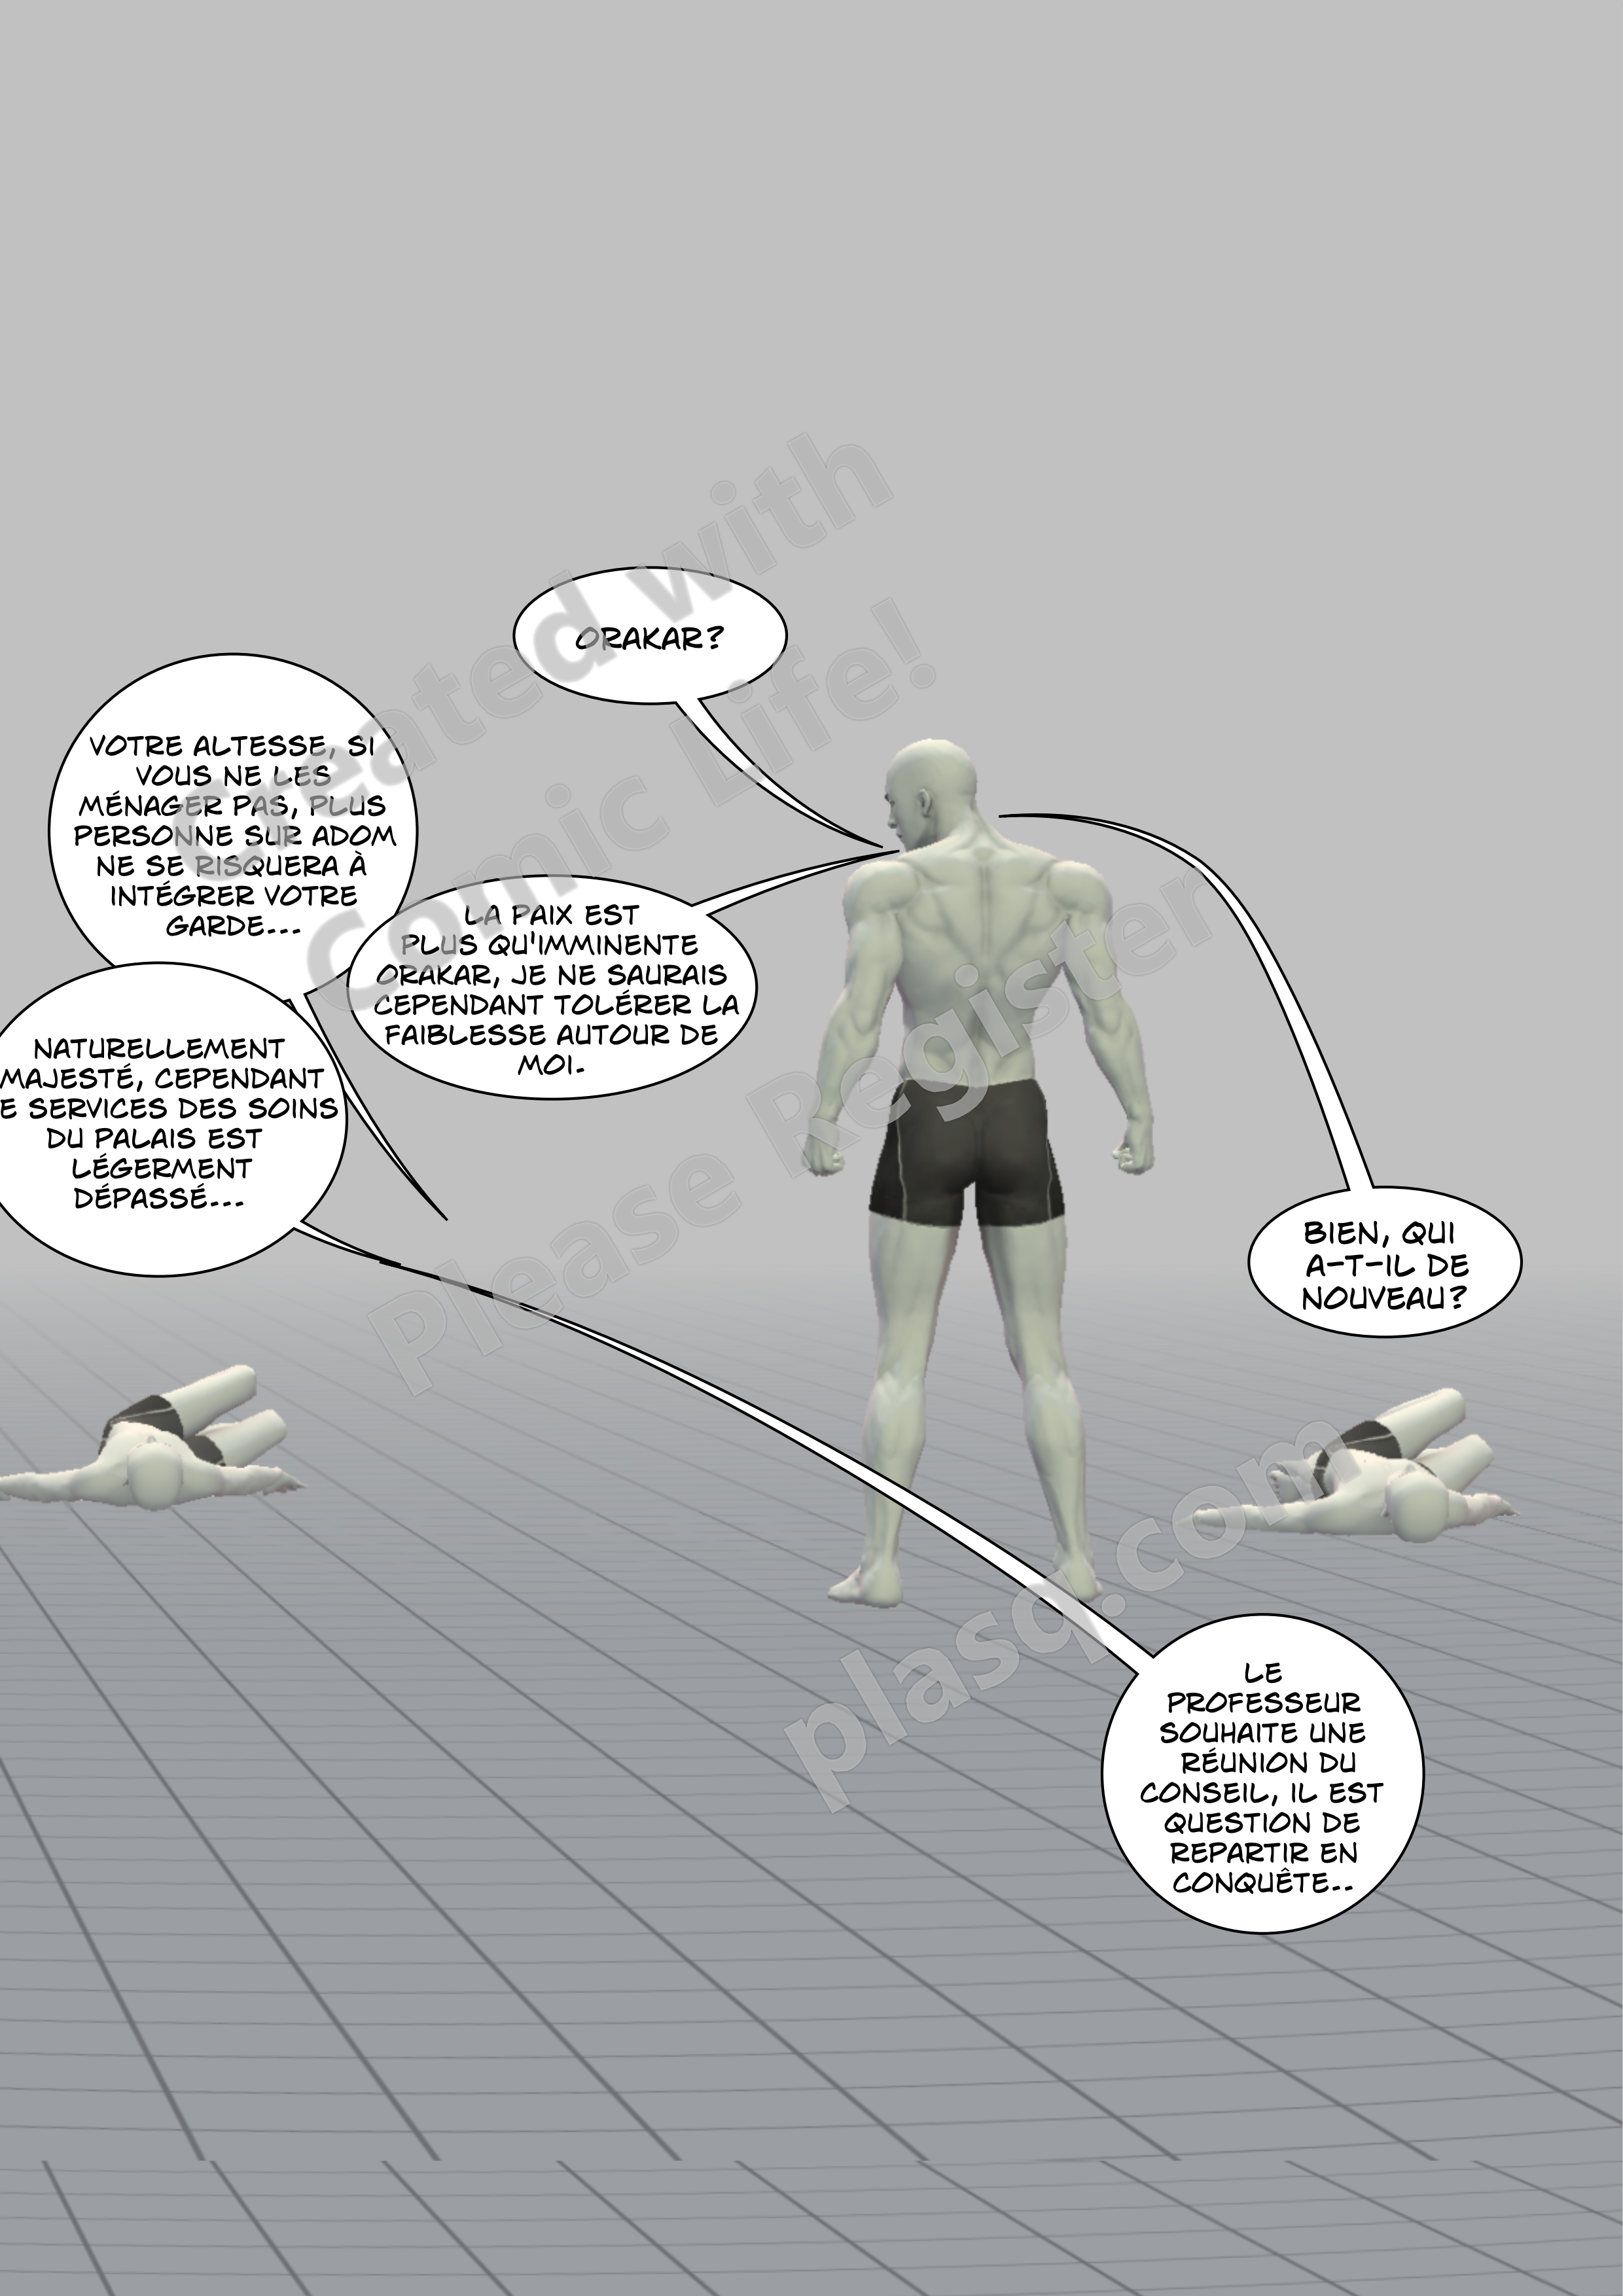 ORAKAR?
VOTRE ALTESSE, SI
VOUS NE LES
MÉNAGER PAS, PLUS
PERSONNE SUR ADOM
NE SE RISQUERA À
INTÉGRER VOTRE
GARDE...
LA PAIX EST
PLUS QU'IMMINENTE
ORAKAR, JE NE SAURAIS
CEPENDANT TOLÉRER LA
FAIBLESSE AUTOUR DE
MOI.
NATURELLEMENT
MAJESTÉ, CEPENDANT
E SERVICES DES SOINS
DU PALAIS EST
LÉGERMENT
DÉPASSÉ...
BIEN, QUI
A-T-IL DE
NOUVEAU?
LE
PROFESSEUR
SOUHAITE UNE
RÉUNION DU
CONSEIL, IL EST
QUESTION DE
REPARTIR EN
CONQUÊTE..
Created with
Comic Life!
Please Register
plasq.com